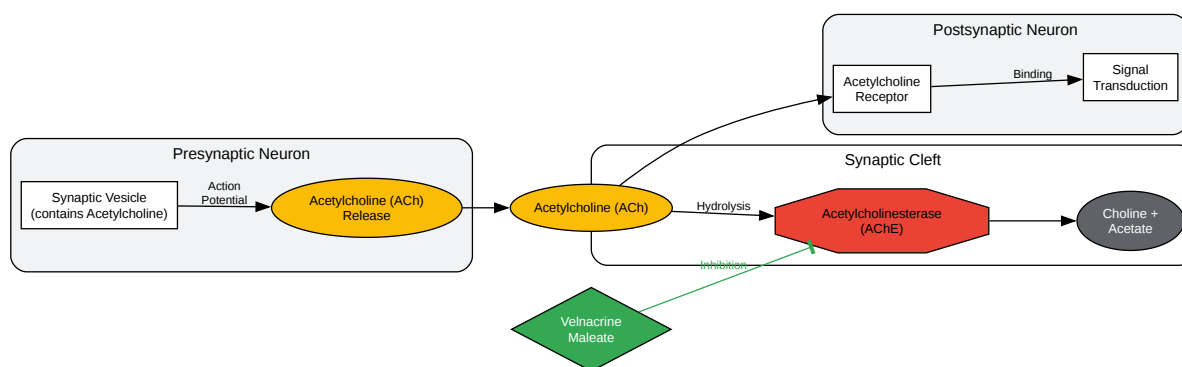 Postsynaptic Neuron
Acetylcholine
Receptor
Binding
Signal
Transduction
Presynaptic Neuron
Synaptic Vesicle
(contains Acetylcholine)
Action
Potential
Acetylcholine (ACh)
Release
Synaptic Cleft
Acetylcholine (ACh)
Hydrolysis
Acetylcholinesterase
(AChE)
Choline +
Acetate
Inhibition
Velnacrine
Maleate